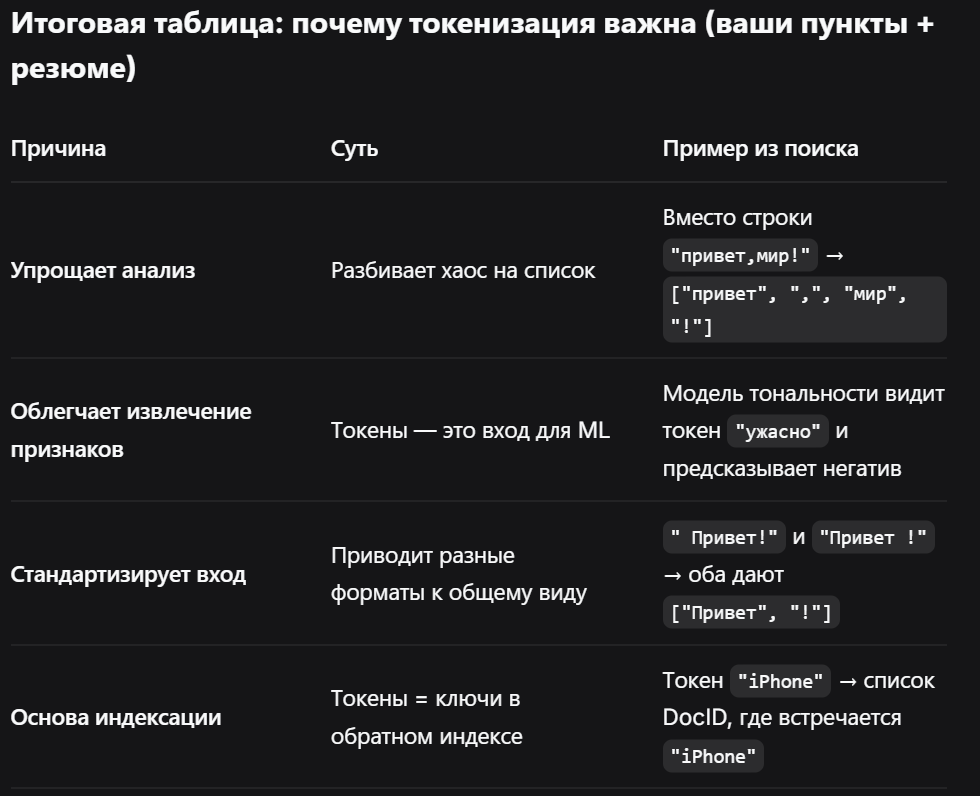 Итоговая таблица: почему токенизация важна (ваши пункты +
резюме)
Причина
Суть
Пример из поиска
Упрощает анализ
Разбивает хаос на список
Вместо строки
"привет,мир!" →
["привет", ",", "мир",
"!"]
Облегчает извлечение
признаков
Токены — это вход для ML
Модель тональности видит
токен "ужасно" и
предсказывает негатив
Стандартизирует вход
Приводит разные
форматы к общему виду
" Привет!" и "Привет !"
→ оба дают
["Привет", "!"]
Основа индексации
Токены = ключи в
обратном индексе
Токен "iPhone" → список
DocID, где встречается
"iPhone"